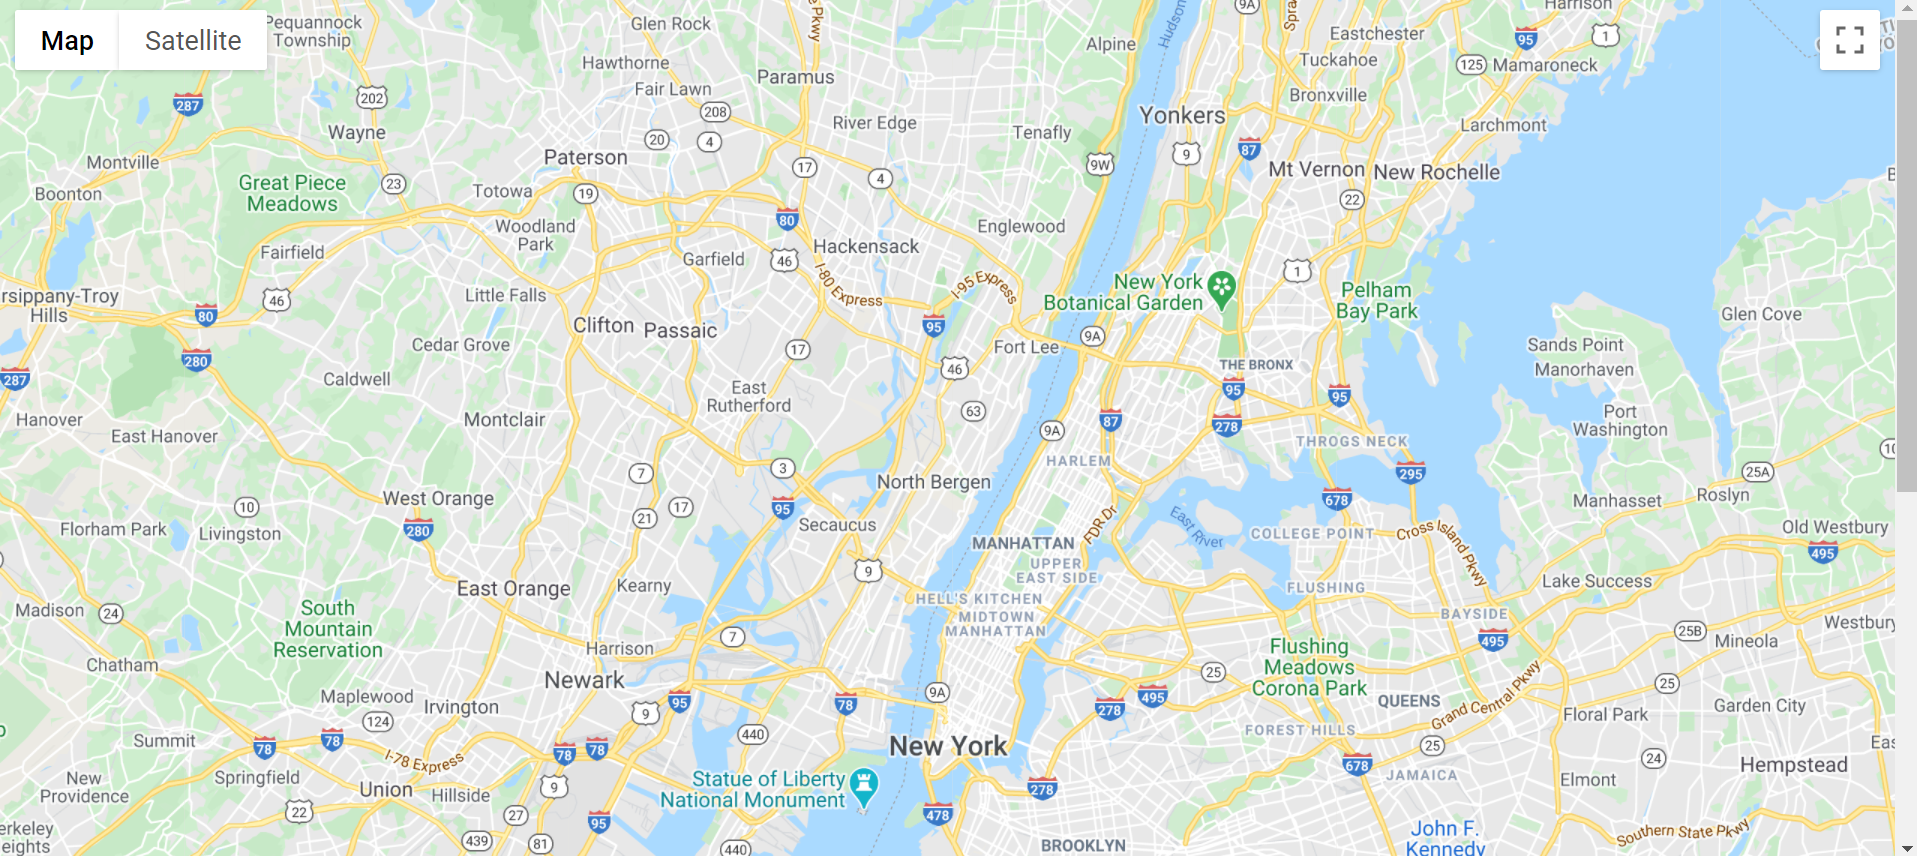 Map
Satellite
Pequannock
Township
Glen Rock
Pkwy
Alpine
Hudson
9A
Harrison
Eastchester
95
1
Hawthorne
Paramus
Tuckahoe
125
Mamaroneck
Fair Lawn
Bronxville
287
202
208
Yonkers
River Edge
Larchmont
Wayne
20
4
Tenafly
9
87
Montville
Paterson
17
9W
Mt Vernon
New Rochelle
Boonton
Great Piece
Meadows
23
Totowa
19
4
22
80
Woodland
Park
Englewood
Fairfield
Garfield
46
Hackensack
I-80 Express
I-95 Express
1
New York
Botanical Garden
Pelham
Bay Park
rsippany-Troy
Hills
80
46
Little Falls
Clifton
Passaic
95
9A
Glen Cove
280
Cedar Grove
17
Fort Lee
Sands Point
THE BRONX
Manorhaven
287
Caldwell
46
95
95
East
Rutherford
Hanover
Montclair
63
87
278
Port
Washington
East Hanover
9A
THROGS NECK
HARLEM
7
3
295
25A
North Bergen
West Orange
678
Roslyn
10
17
95
Manhasset
Florham Park
Livingston
280
21
Secaucus
FDR Dr
East River
COLLEGE POINT
Cross Island Pkwy
Old Westbury
MANHATTAN
495
9
UPPER
EAST SIDE
East Orange
Kearny
FLUSHING
Lake Success
Madison
24
South
Mountain
Reservation
HELL'S KITCHEN
MIDTOWN
MANHATTAN
BAYSIDE
Westbury
Harrison
7
495
25B
Mineola
Chatham
Flushing
Meadows
Corona Park
Newark
25
25
Maplewood
95
78
9A
278
495
QUEENS
Grand Central Pkwy
Garden City
Irvington
9
124
Floral Park
Summit
78
78
I-78 Express
78
78
440
New York
FOREST HILLS
25
New
Providence
Springfield
Union
Hillside
9
Statue of Liberty
National Monument
278
678
JAMAICA
24
Elmont
Hempstead
22
27
95
478
John F.
Kennedy
Southern State Pkwy
439
81
440
BROOKLYN